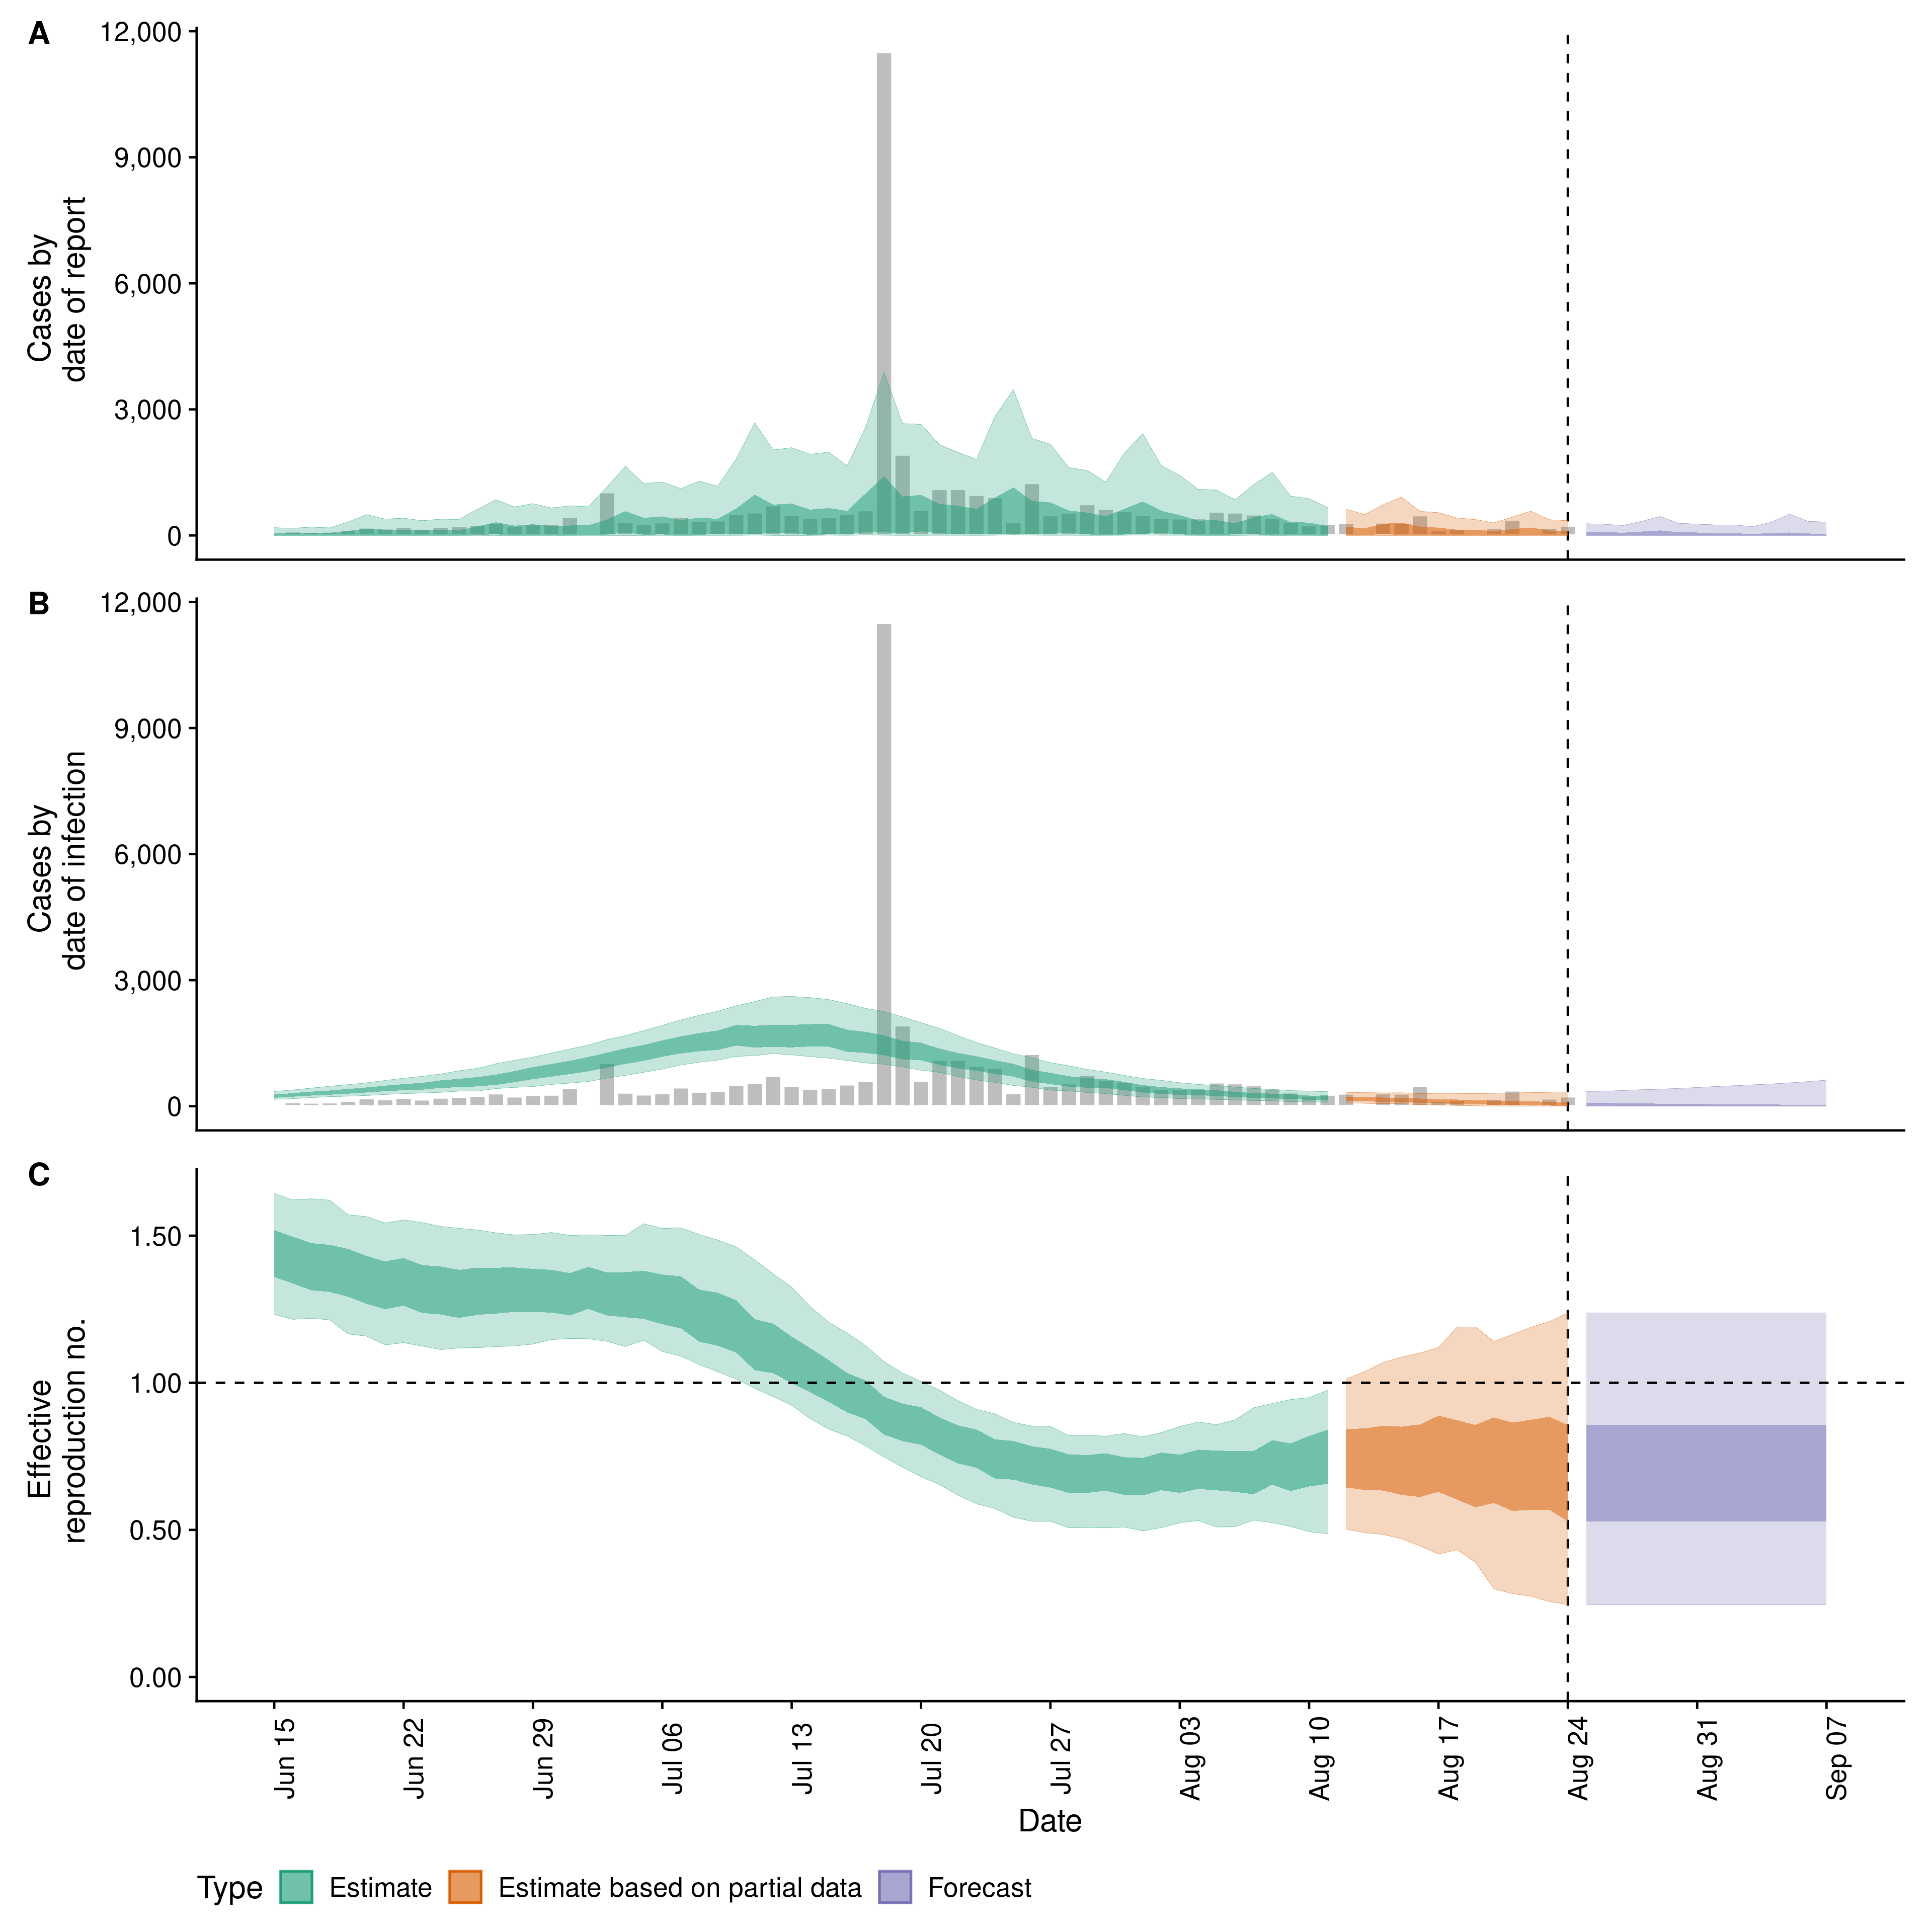 A
12,000
9,000
6,000
3,000
0
Cases by
date of report
B
12,000
9,000
6,000
3,000
0
Cases by
date of infection
C
1.50
1.00
0.50
0.00
Effective
reproduction no.
Jun 15
Jun 22
Jun 29
Jul 06
Jul 13
Jul 20
Jul 27
Aug 03
Aug 10
Aug 17
Aug 24
Aug 31
Sep 07
Date
Type Estimate Estimate based on partial data Forecast